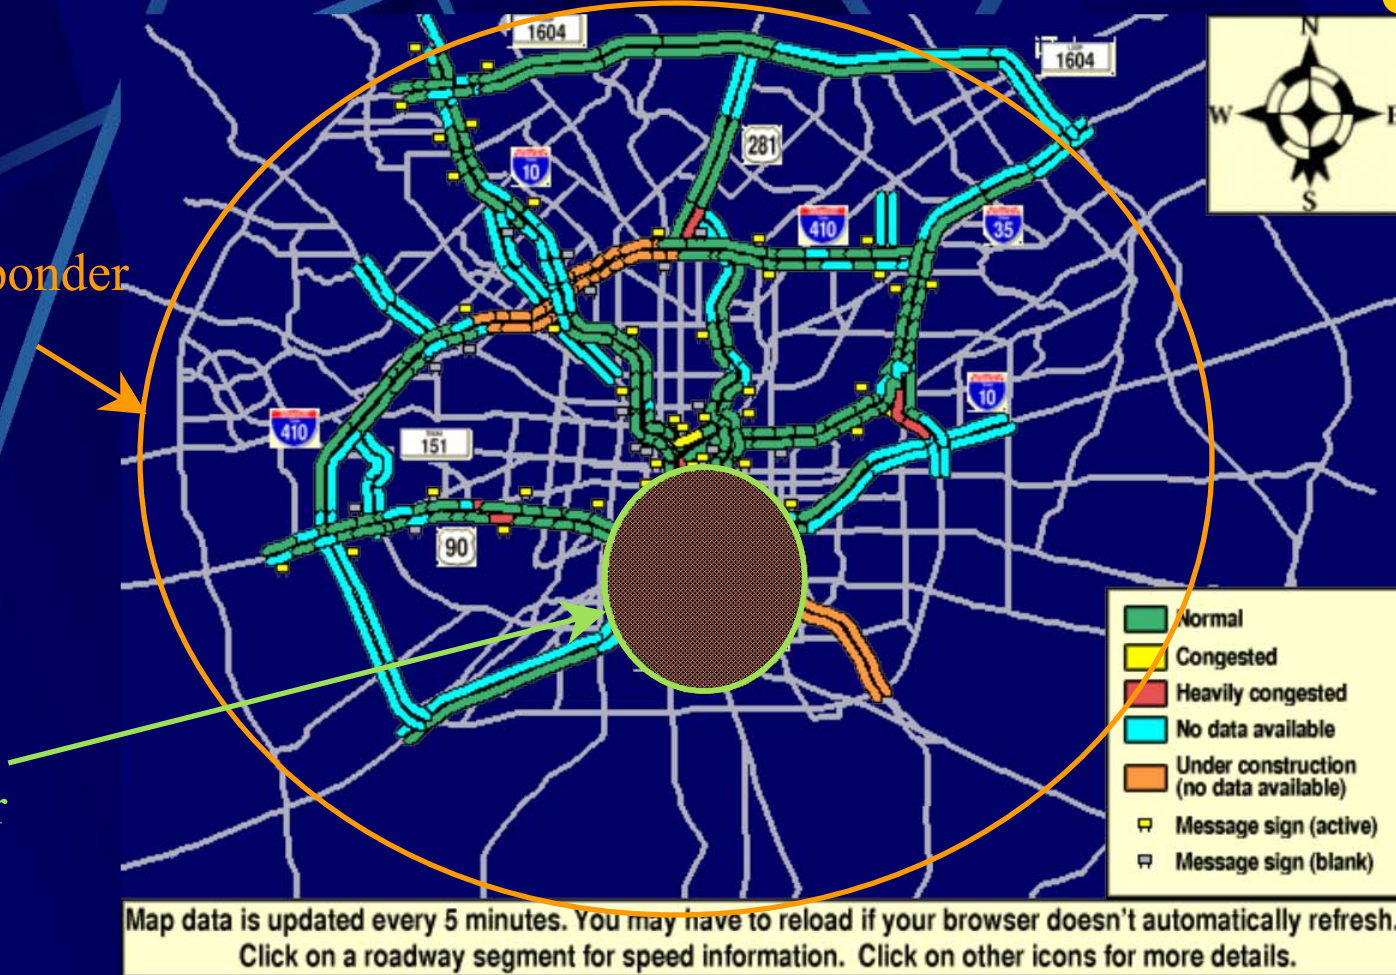 LOOP
1604
LOOP
1604
N
W
E
S
281
10
410
35
ponder
10
410
151
90
Normal
Congested
Heavily congested
No data available
Under construction
(no data available)
r
Message sign (active)
Message sign (blank)
Map data is updated every 5 minutes. You may have to reload if your browser doesn't automatically refresh.
Click on a roadway segment for speed information. Click on other icons for more details.